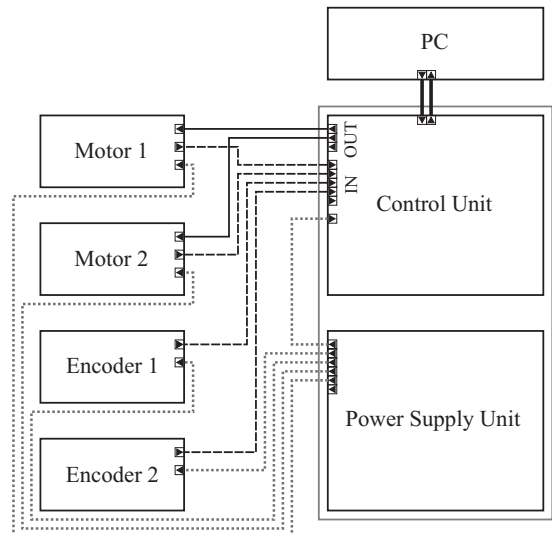 PC
Motor 1
OUT
IN
Control Unit
Motor 2
Encoder 1
Power Supply Unit
Encoder 2